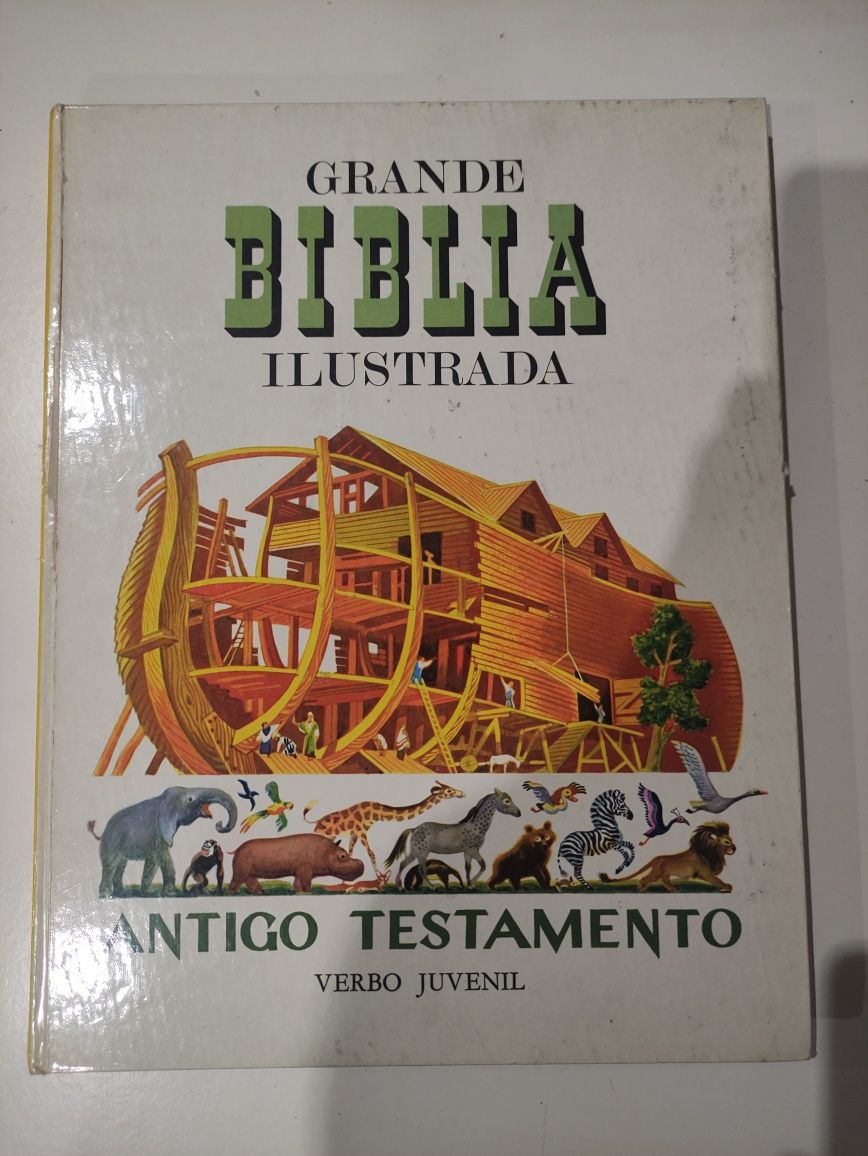 GRANDE
BIBLIA
ILUSTRADA
ANTIGO TESTAMENTO
VERBO JUVENIL